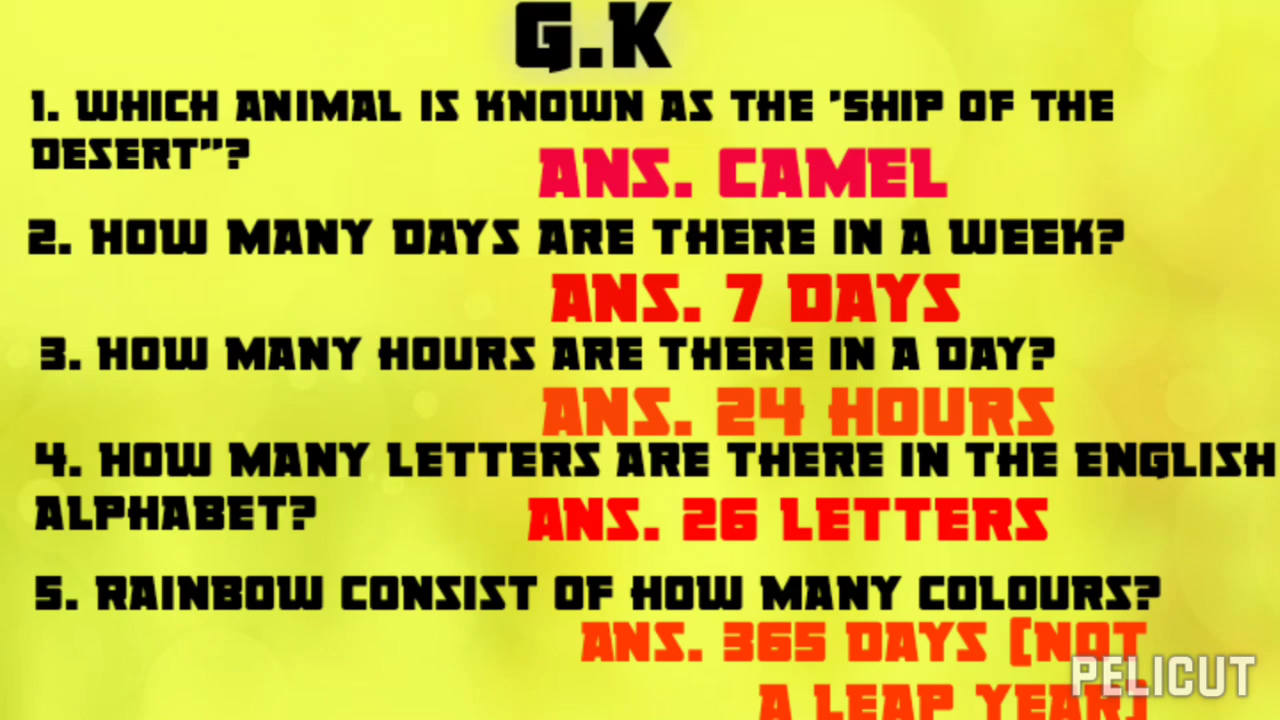 G.K
1. WHICH ANIMAL IS KNOWN AS THE 'SHIP OF THE
DESERT"?
ANS. CAMEL
2. HOW MANY DAYS ARE THERE IN A WEEK?
ANS. 7 DAYS
3. HOW MANY HOURS ARE THERE IN A DAY?
ANS. 24 HOURS
4. HOW MANY LETTERS ARE THERE IN THE ENGLISH
ALPHABET?
ANS. 26 LETTERS
5. RAINBOW CONSIST OF HOW MANY COLOURS?
ANS. 365 DAYS [NOT
A LEAP YEAR]
PELICUT